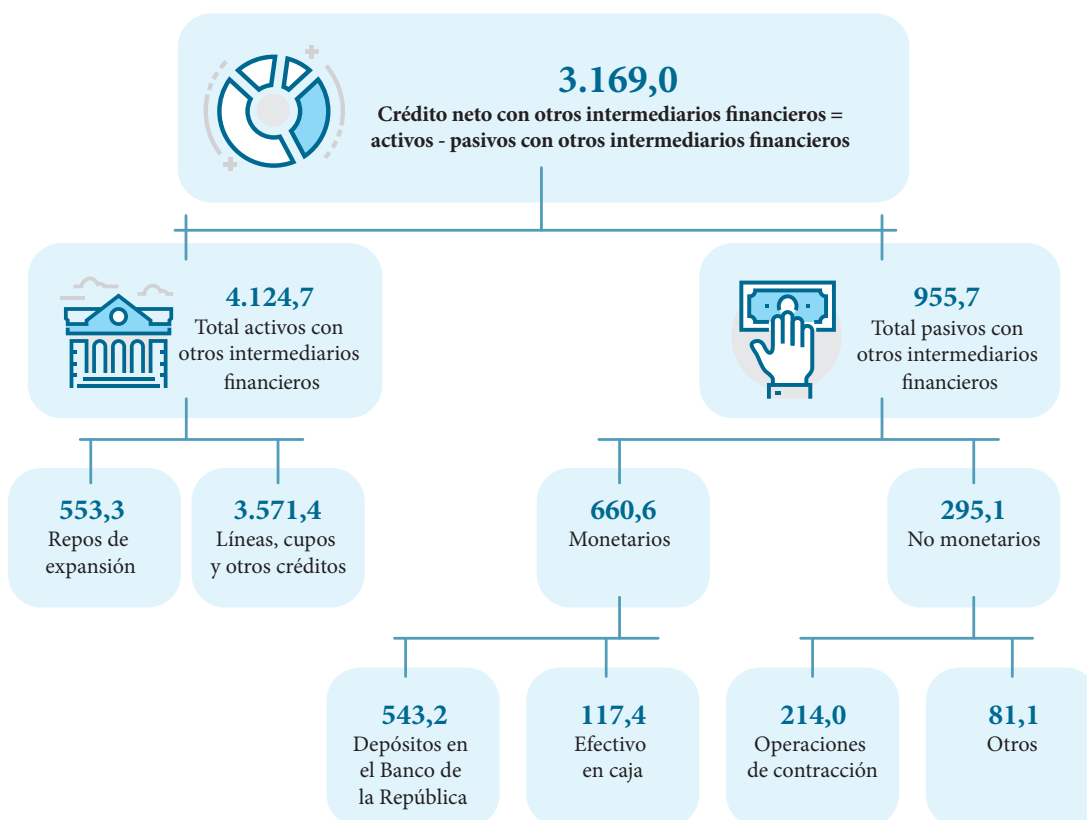 3.169,0
Crédito neto con otros intermediarios financieros =
activos - pasivos con otros intermediarios financieros
4.124,7
Total activos con
otros intermediarios
financieros
955,7
Total pasivos con
otros intermediarios
financieros
553,3
Repos de
expansión
3.571,4
Líneas, cupos
y otros créditos
660,6
Monetarios
295,1
No monetarios
543,2
Depósitos en
el Banco de
la República
117,4
Efectivo
en caja
214,0
Operaciones
de contracción
81,1
Otros